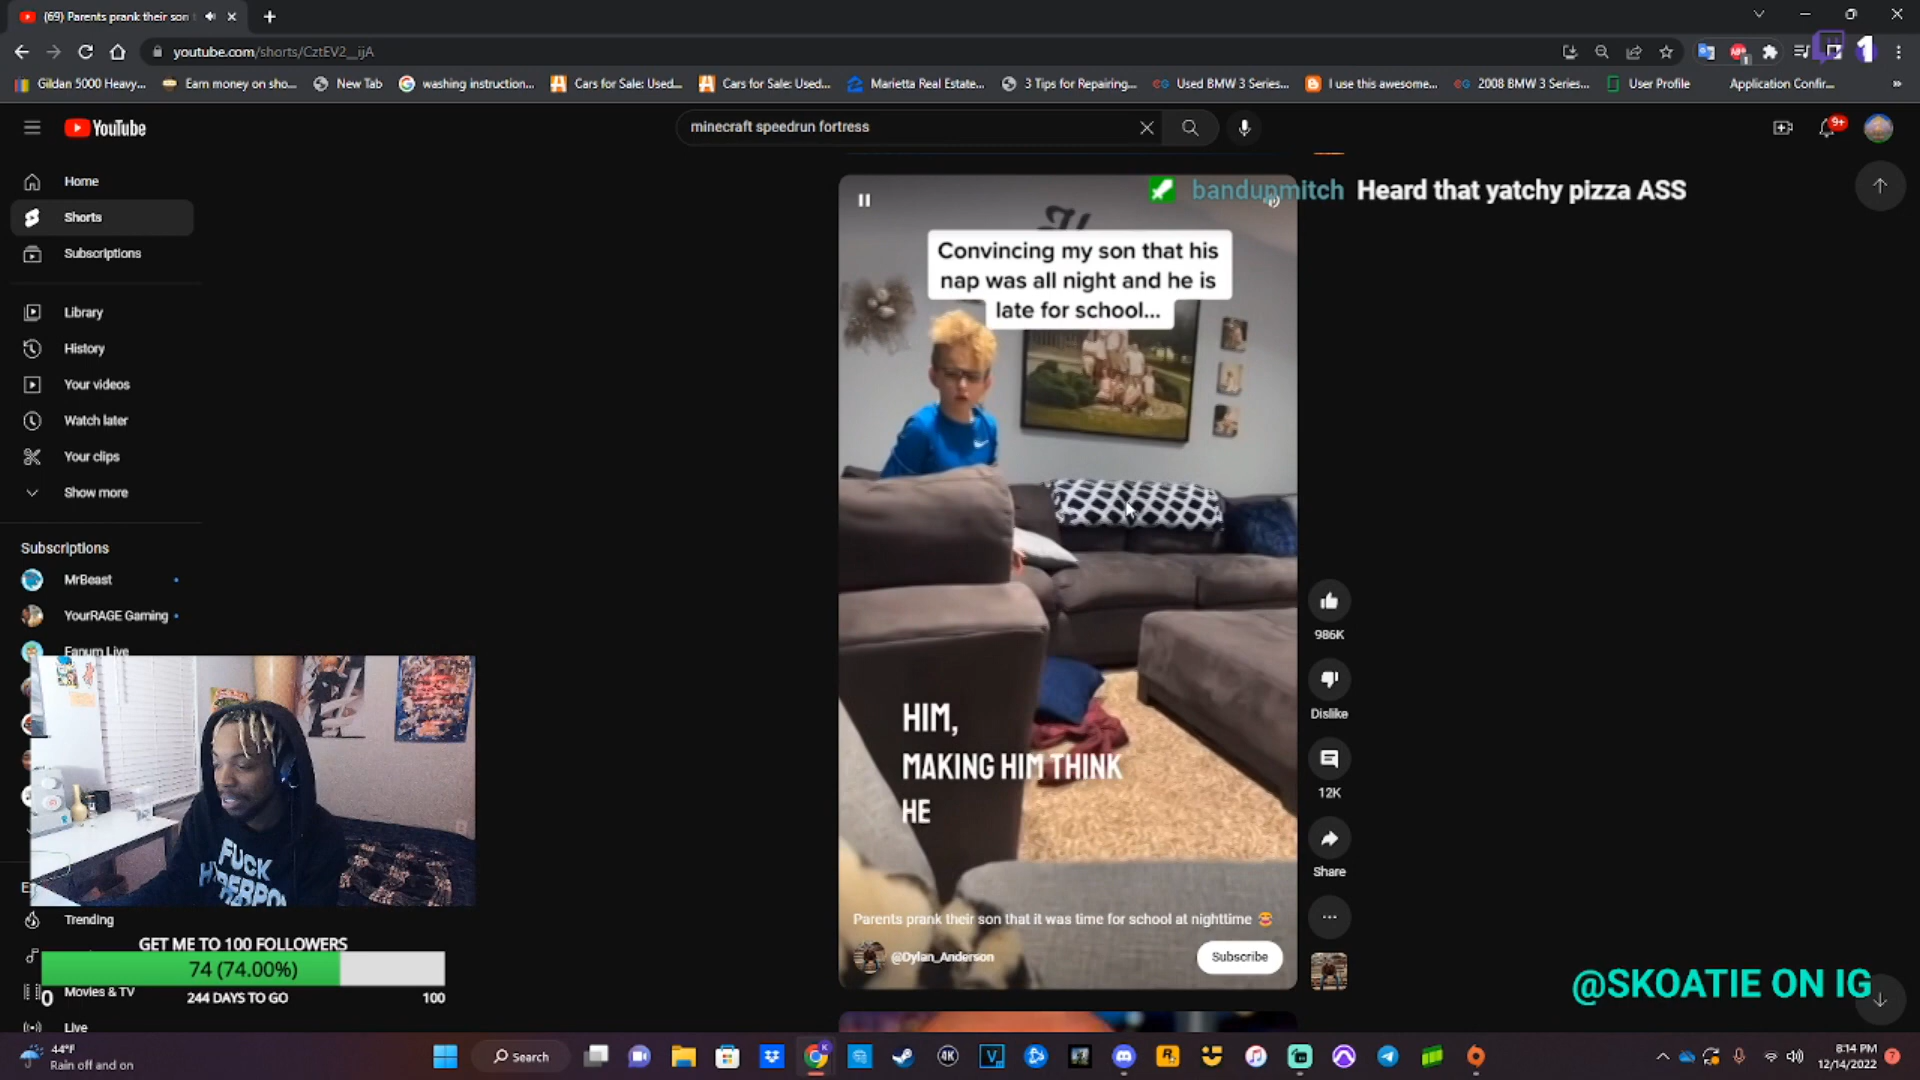 (69) Parents prank their son
youtube.com/shorts/CztEV2__ijA
Gildan 5000 Heavy...
Earn money on sho...
New Tab
washing instruction...
Cars for Sale: Used...
Cars for Sale: Used...
Marietta Real Estate...
3 Tips for Repairing...
Used BMW 3 Series...
I use this awesome...
2008 BMW 3 Series...
User Profile
Application Confir...
YouTube
minecraft speedrun fortress
9+
Home
Shorts
Subscriptions
Library
History
Your videos
Watch later
Your clips
Show more
Subscriptions
MrBeast
YourRAGE Gaming
Fanum Live
Trending
Movies & TV
Live
bandupmitch Heard that yatchy pizza ASS
Convincing my son that his
nap was all night and he is
late for school...
HIM,
MAKING HIM THINK
HE
Parents prank their son that it was time for school at nighttime
@Dylan_Anderson
Subscribe
986K
Dislike
12K
Share
FUCK
GET ME TO 100 FOLLOWERS
74 (74.00%)
0
244 DAYS TO GO
100
@SKOATIE ON IG
44°F
Rain off and on
Search
8:14 PM
12/14/2022
7